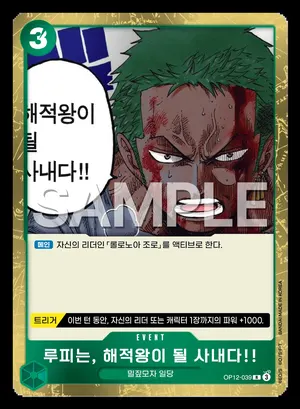 3
해적왕이
될
사내다!!
SAMPLE
메인 자신의 리더인 「롤로노아 조로」를 액티브로 한다.
트리거 이번 턴 동안, 자신의 리더 또는 캐릭터 1장까지의 파워 +1000.
EVENT
루피는, 해적왕이 될 사내다!!
밀짚모자 일당
OP12-039